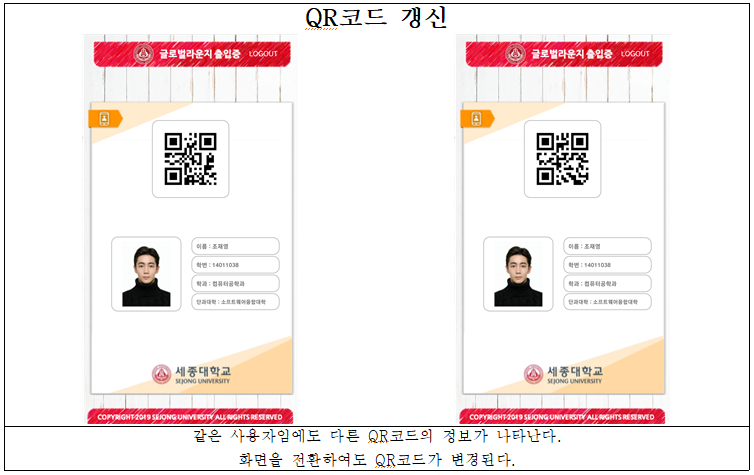 QR코드 갱신
글로벌라운지 출입증 LOGOUT
이름 : 조재영
학번 : 14011038
학과 : 컴퓨터공학과
단과대학 : 소프트웨어융합대학
세종대학교
SEJONG UNIVERSITY
COPYRIGHT 2019 SEJONG UNIVERSITY ALL RIGHTS RESERVED
글로벌라운지 출입증 LOGOUT
이름 : 조재영
학번 : 14011038
학과 : 컴퓨터공학과
단과대학 : 소프트웨어융합대학
세종대학교
SEJONG UNIVERSITY
COPYRIGHT 2019 SEJONG UNIVERSITY ALL RIGHTS RESERVED
같은 사용자임에도 다른 QR코드의 정보가 나타난다.
화면을 전환하여도 QR코드가 변경된다.